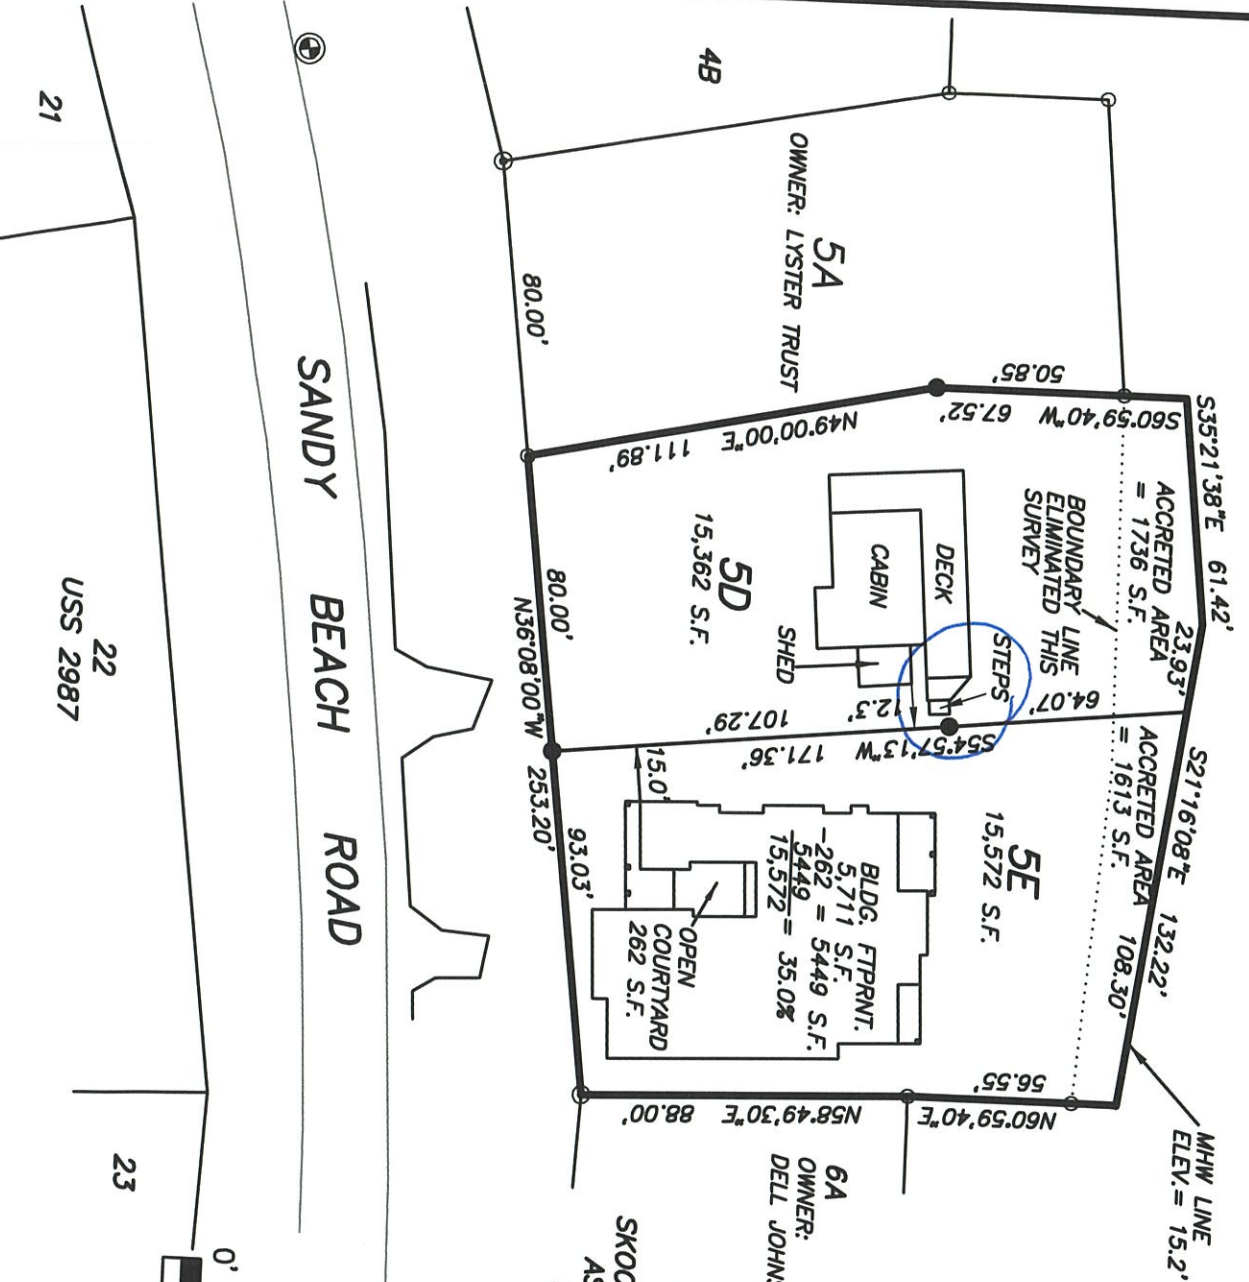 21
4B
5A
OWNER: LYSTER TRUST
80.00'
50.85'
S60°59'40"W
67.52'
N49°00'00"E
111.89'
S35°21'38"E 61.42'
ACCRETED AREA
= 1736 S.F.
BOUNDARY LINE
ELIMINATED THIS
SURVEY
23.93'
5D
15,362 S.F.
DECK
CABIN
SHED
STEPS
12.3'
64.07'
107.29'
S54°57'13"W
171.36'
80.00'
N36°08'00"W 253.20'
SANDY BEACH ROAD
22
USS 2987
ACCRETED AREA
= 1613 S.F.
S21°16'08"E 132.22'
108.30'
15.0'
5E
15,572 S.F.
BLDG. FTPRNT.
5,711 S.F.
-262 = 5449 S.F.
5449
15,572 = 35.0%
OPEN
COURTYARD
262 S.F.
93.03'
56.55'
N60°59'40"E
N58°49'30"E
88.00'
MHW LINE
ELEV.= 15.2'
6A
OWNER:
DELL JOHNS
SKOG
AS
23
0'